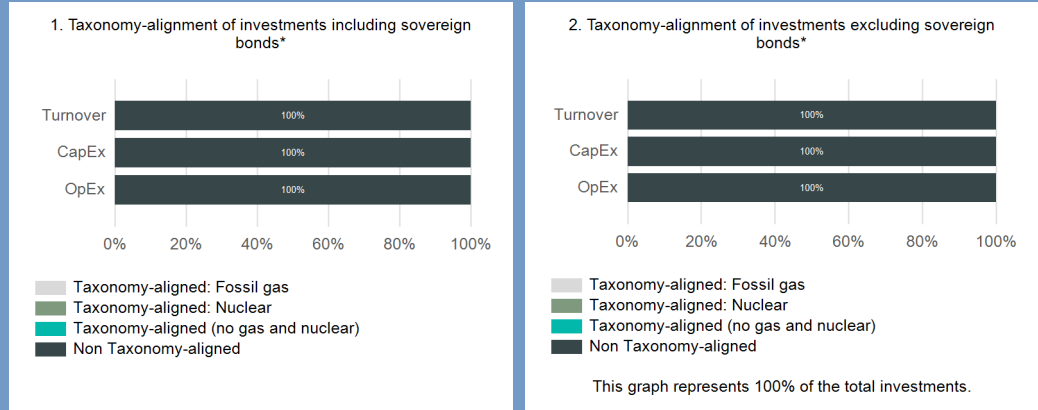 1. Taxonomy-alignment of investments including sovereign
bonds*
Turnover
100%
CapEx
100%
OpEx
100%
0% 20% 40% 60% 80% 100%
Taxonomy-aligned: Fossil gas
Taxonomy-aligned: Nuclear
Taxonomy-aligned (no gas and nuclear)
Non Taxonomy-aligned
2. Taxonomy-alignment of investments excluding sovereign
bonds*
Turnover
100%
CapEx
100%
OpEx
100%
0% 20% 40% 60% 80% 100%
Taxonomy-aligned: Fossil gas
Taxonomy-aligned: Nuclear
Taxonomy-aligned (no gas and nuclear)
Non Taxonomy-aligned
This graph represents 100% of the total investments.